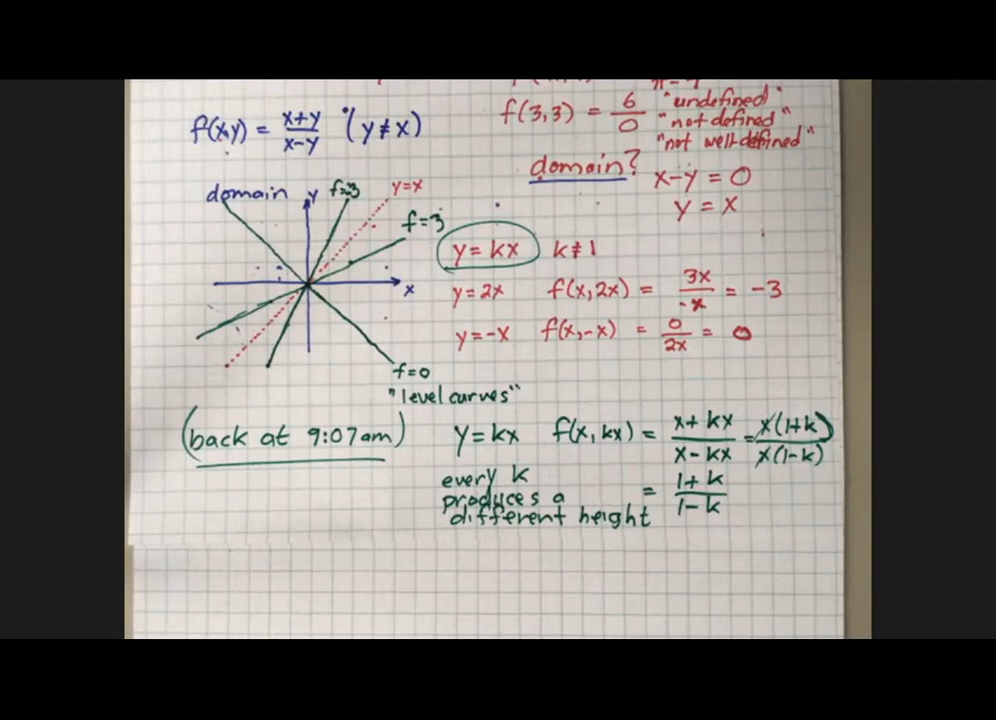 f(x,y) = x+y / x-y (y≠x)
f(3,3) = 6/0 "undefined"
"not defined"
"not well-defined"
domain? x-y = 0
y = x
domain
y
f=-3
y=x
f=3
x
f=0
"level curves"
y = kx k≠1
y=2x f(x,2x) = 3x/-x = -3
y=-x f(x,-x) = 0/2x = 0
(back at 9:07am)
y=kx f(x,kx) = x+kx / x-kx = x(1+k) / x(1-k)
= 1+k / 1-k
every k
produces a
different height